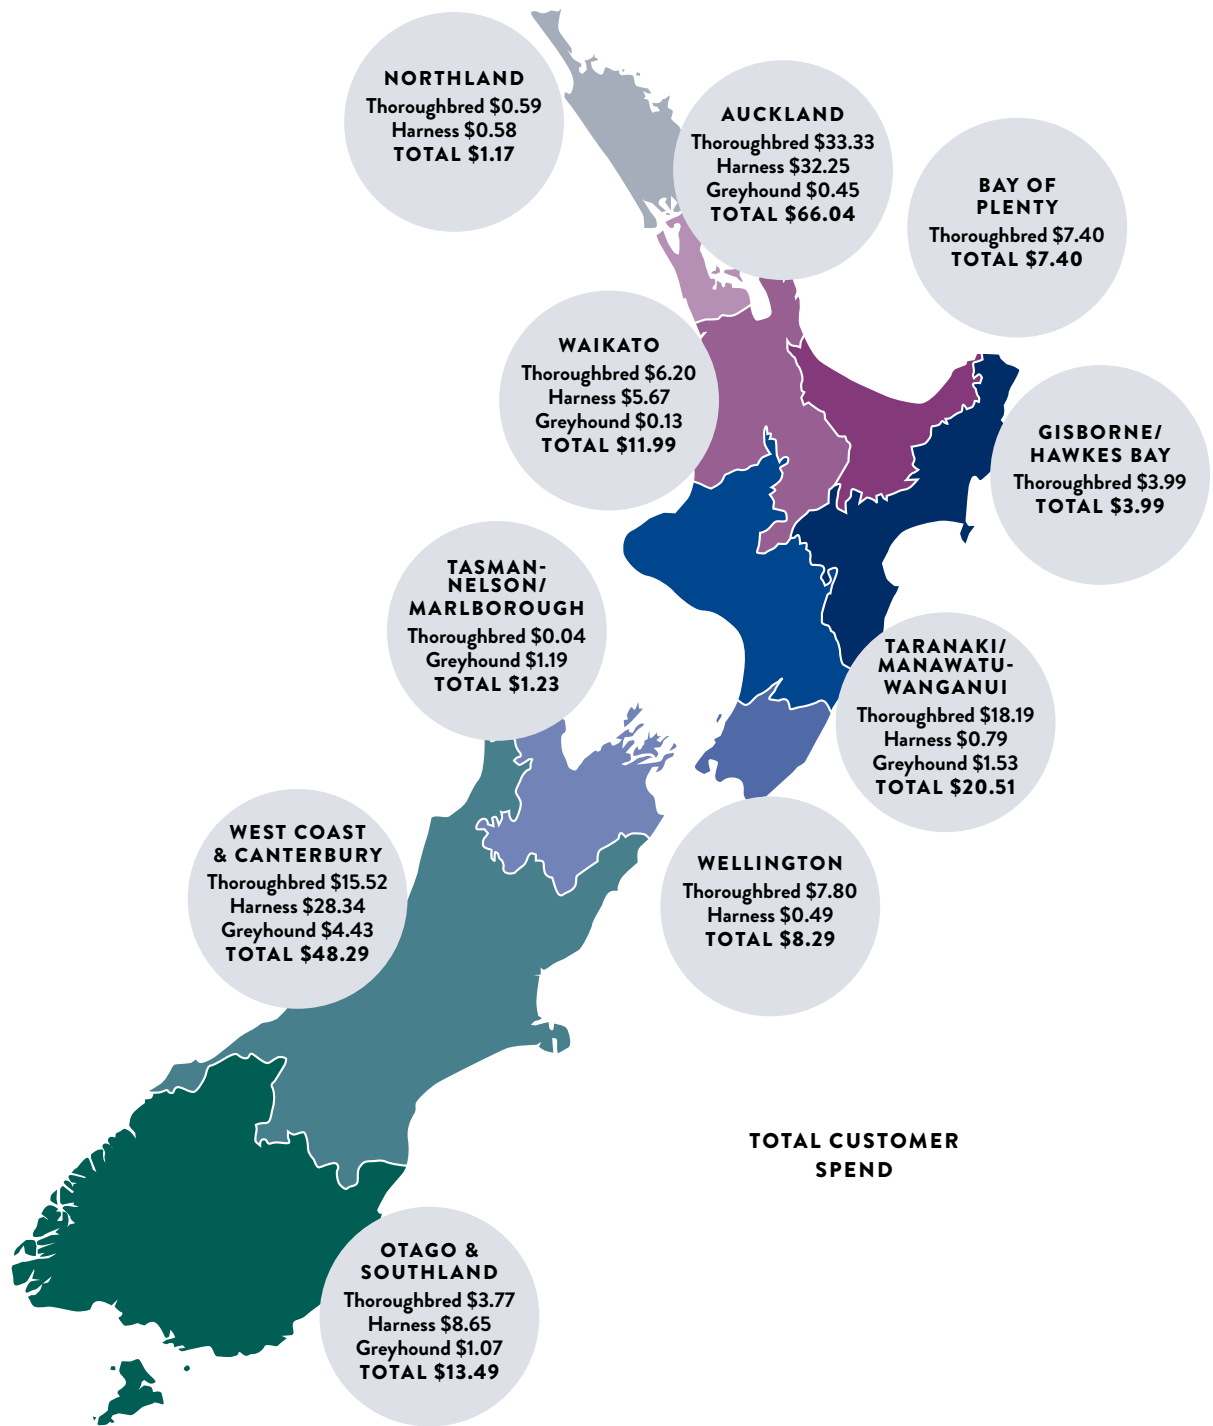 NORTHLAND
Thoroughbred $0.59
Harness $0.58
TOTAL $1.17
AUCKLAND
Thoroughbred $33.33
Harness $32.25
Greyhound $0.45
TOTAL $66.04
BAY OF
PLENTY
Thoroughbred $7.40
TOTAL $7.40
WAIKATO
Thoroughbred $6.20
Harness $5.67
Greyhound $0.13
TOTAL $11.99
GISBORNE/
HAWKES BAY
Thoroughbred $3.99
TOTAL $3.99
TASMAN-
NELSON/
MARLBOROUGH
Thoroughbred $0.04
Greyhound $1.19
TOTAL $1.23
TARANAKI/
MANAWATU-
WANGANUI
Thoroughbred $18.19
Harness $0.79
Greyhound $1.53
TOTAL $20.51
WEST COAST
& CANTERBURY
Thoroughbred $15.52
Harness $28.34
Greyhound $4.43
TOTAL $48.29
WELLINGTON
Thoroughbred $7.80
Harness $0.49
TOTAL $8.29
TOTAL CUSTOMER
SPEND
OTAGO &
SOUTHLAND
Thoroughbred $3.77
Harness $8.65
Greyhound $1.07
TOTAL $13.49